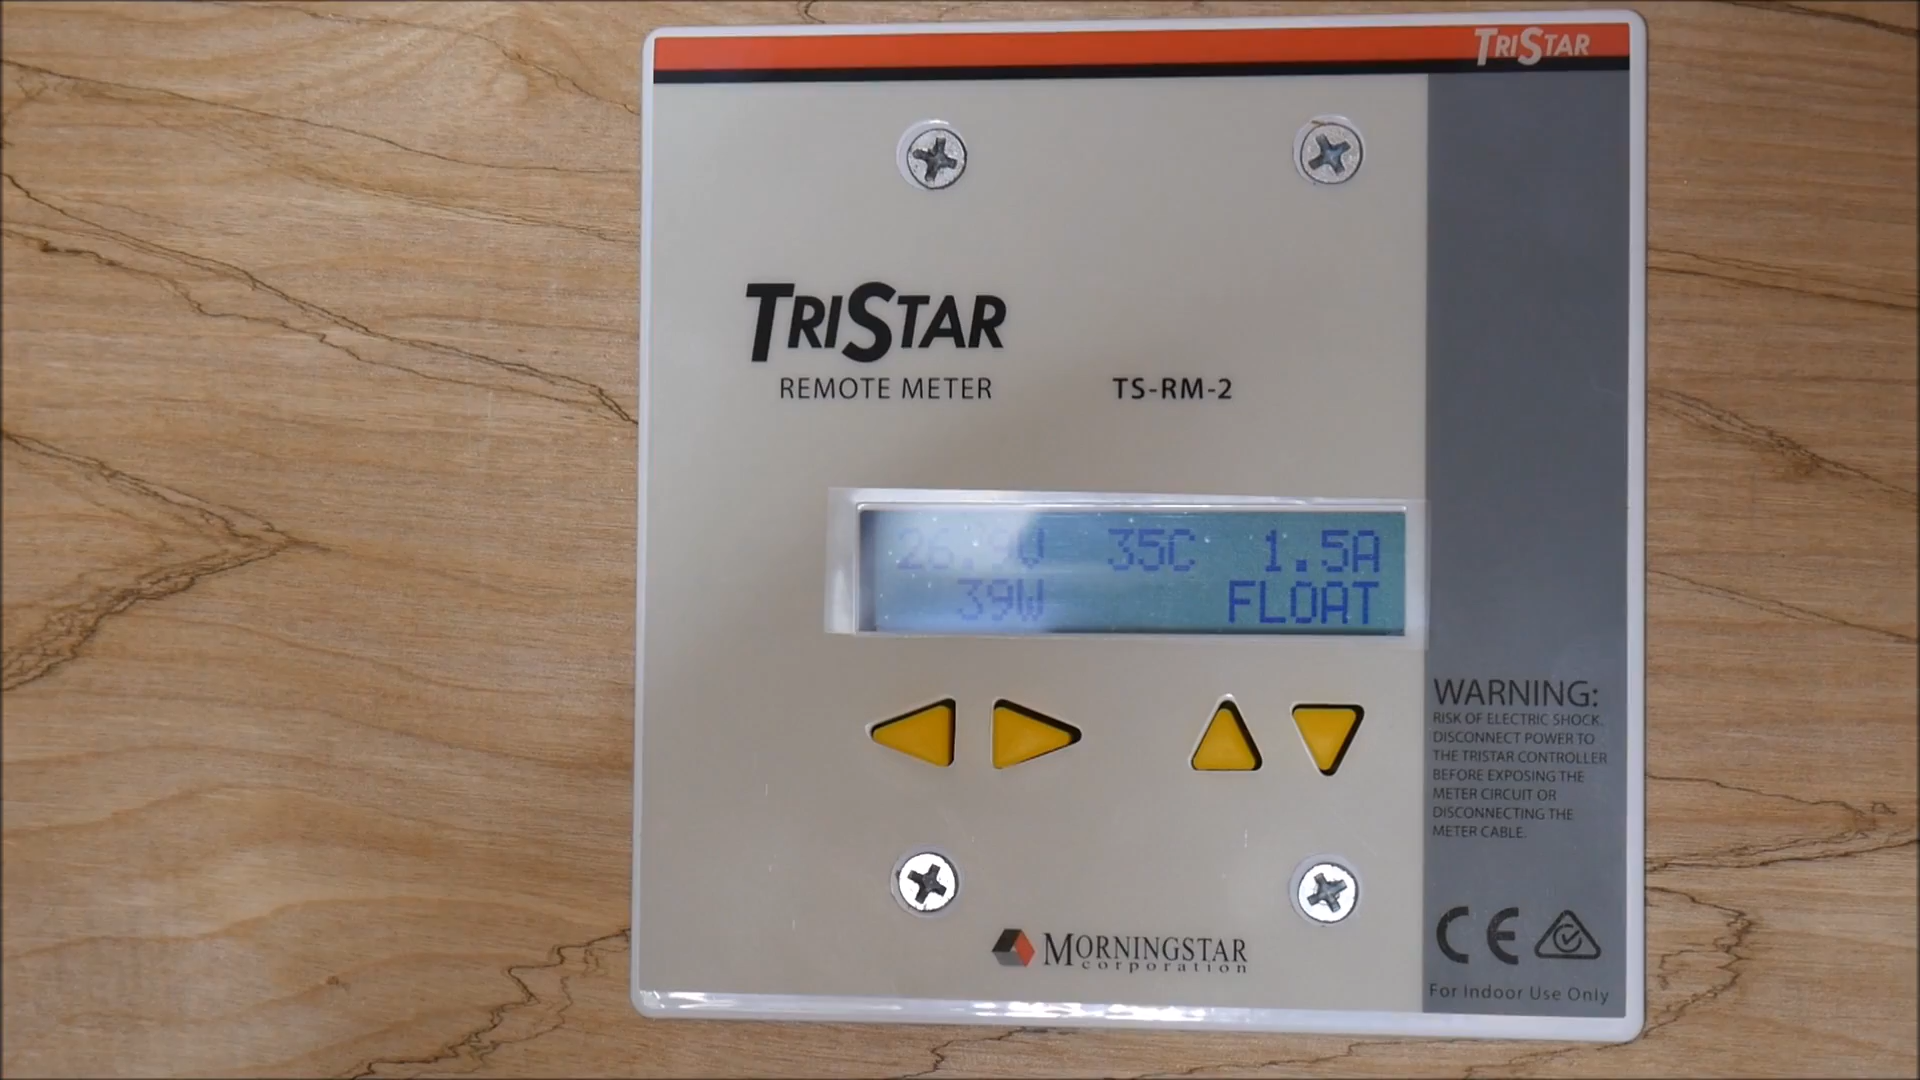 TRISTAR
TRISTAR
REMOTE METER TS-RM-2
26.9V 35C 1.5A
39W FLOAT
WARNING:
RISK OF ELECTRIC SHOCK.
DISCONNECT POWER TO
THE TRISTAR CONTROLLER
BEFORE EXPOSING THE
METER CIRCUIT OR
DISCONNECTING THE
METER CABLE.
MORNINGSTAR
corporation
CE
For Indoor Use Only